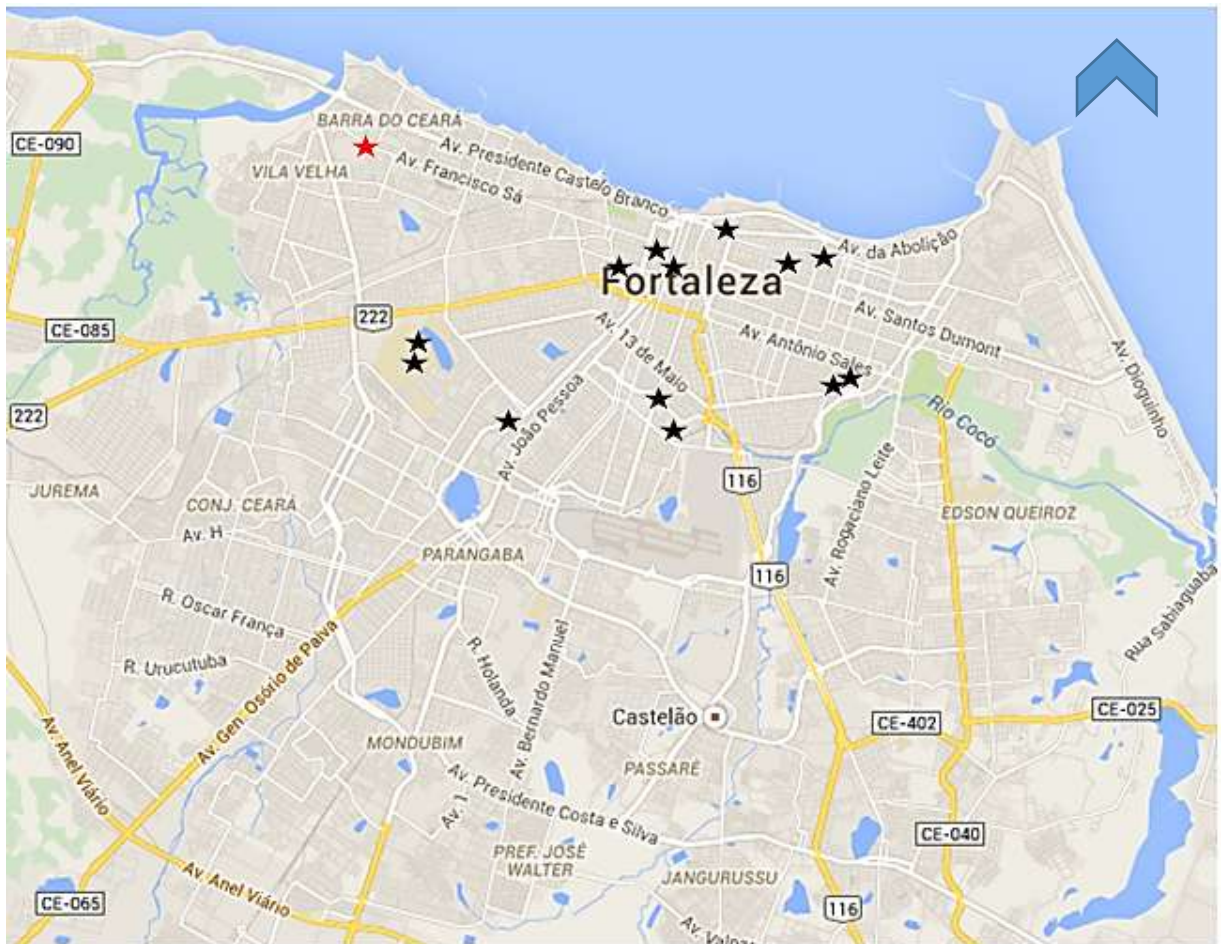 BARRA DO CEARÁ
CE-090
Av. Presidente Castelo Branco
VILA VELHA
Av. Francisco Sá
Av. da Abolição
Fortaleza
222
CE-085
Av. Santos Dumont
Av. 13 de Maio
Av. Antônio Sales
Av. Dioguinho
222
Av. João Pessoa
Rio Cocó
Av. Rogaciano Leite
116
JUREMA
CONJ. CEARÁ
EDSON QUEIROZ
Av. H
PARANGABA
116
Rua Sabiaguaba
R. Oscar França
R. Urucutuba
R. Holanda
Av. Bernardo Manuel
Av. Gen. Osório de Paiva
Castelão
CE-025
CE-402
Av. Anel Viário
MONDUBIM
PASSARÉ
Av. Presidente Costa e Silva
Av. I
CE-040
PREF. JOSÉ
WALTER
JANGURUSSU
Av. Anel Viário
CE-065
116